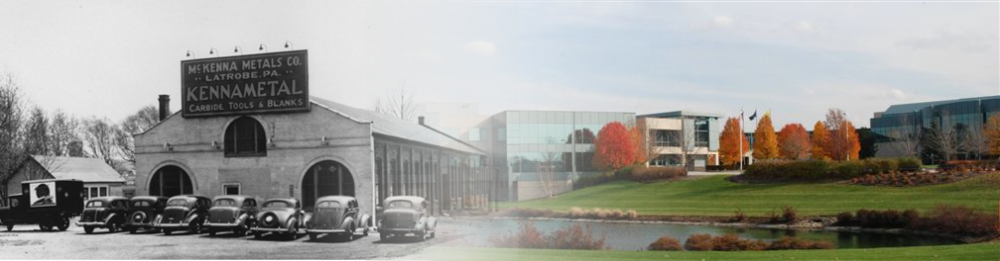 McKENNA METALS CO.
·· LATROBE, PA. ··
KENNAMETAL
CARBIDE TOOLS & BLANKS